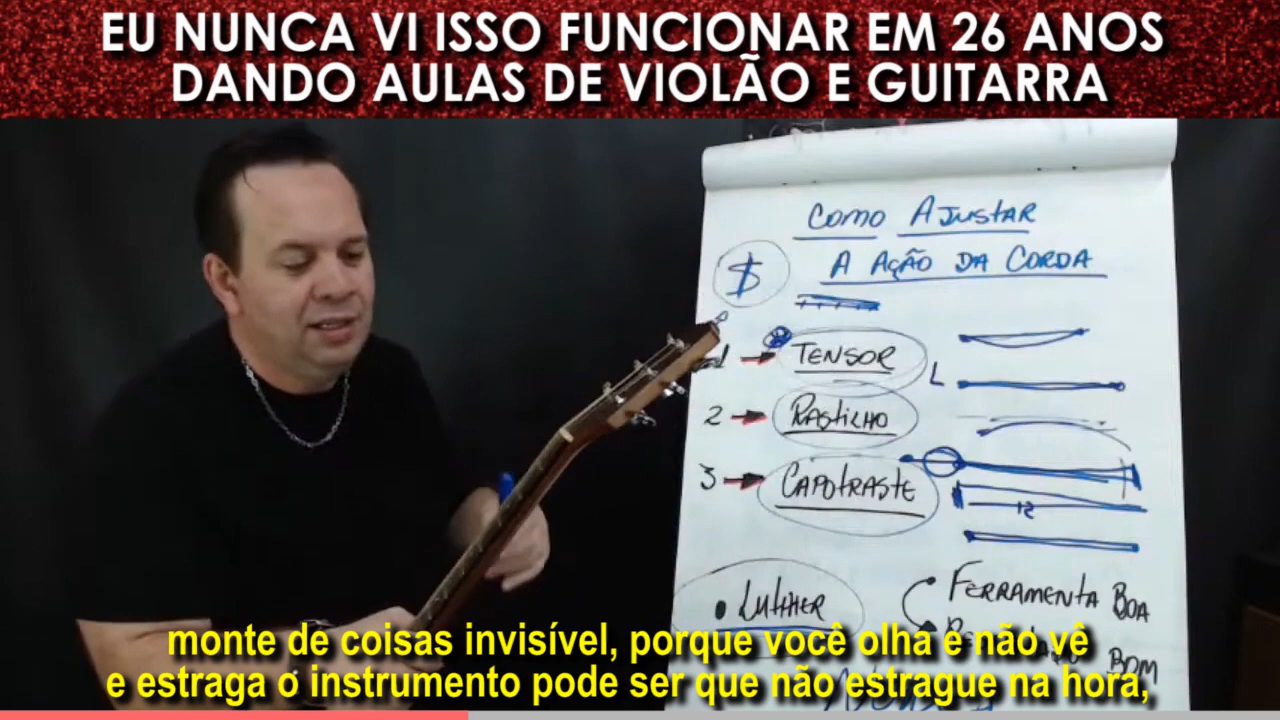 EU NUNCA VI ISSO FUNCIONAR EM 26 ANOS
DANDO AULAS DE VIOLÃO E GUITARRA
COMO AJUSTAR
A AÇÃO DA CORDA
$
1 TENSOR
L
2 RASTILHO
3 CAPOTRASTE
12
• LUTHIER
FERRAMENTA BOA
BOM
monte de coisas invisível, porque você olha e não vê
e estraga o instrumento pode ser que não estrague na hora,